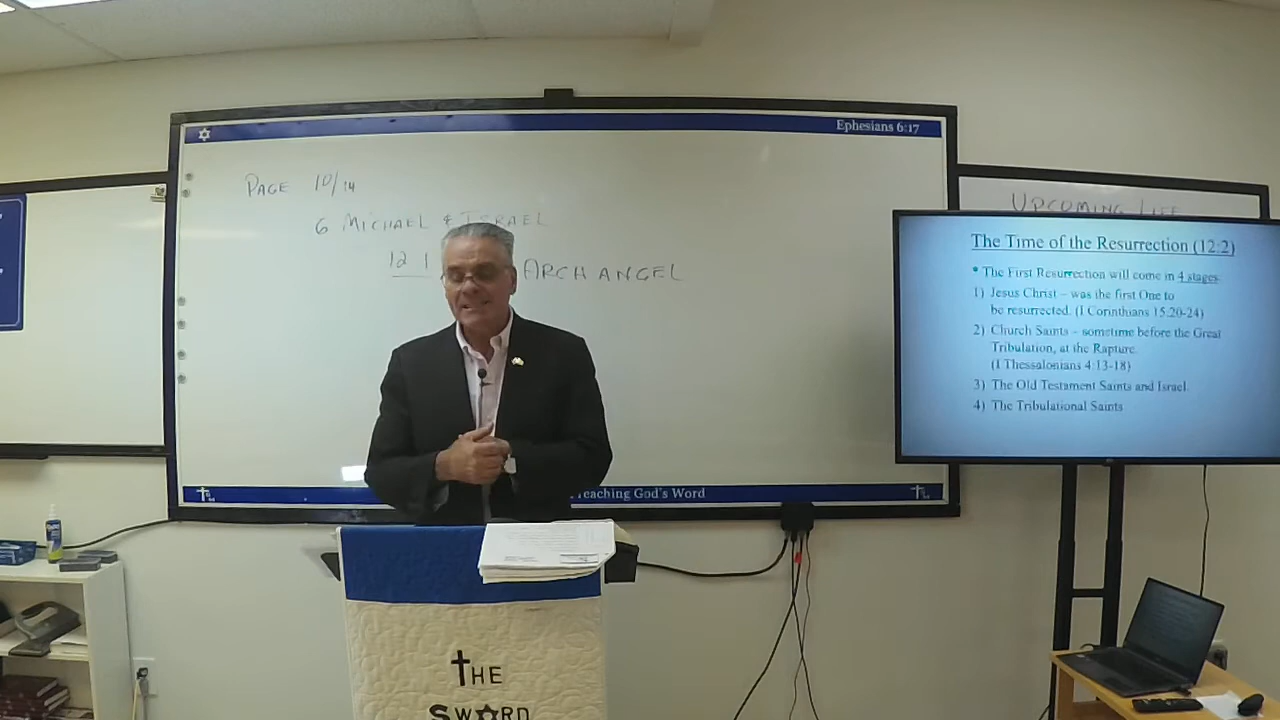 Ephesians 6:17
PAGE 10/14
6 MICHAEL & ISRAEL
12 1
ARCHANGEL
UPCOMING LIFE
The Time of the Resurrection (12:2)
• The First Resurrection will come in 4 stages.
1) Jesus Christ – was the first One to
be resurrected. (I Corinthians 15:20-24)
2) Church Saints – sometime before the Great
Tribulation, at the Rapture.
(I Thessalonians 4:13-18)
3) The Old Testament Saints and Israel.
4) The Tribulational Saints
Teaching God's Word
THE
SWORD